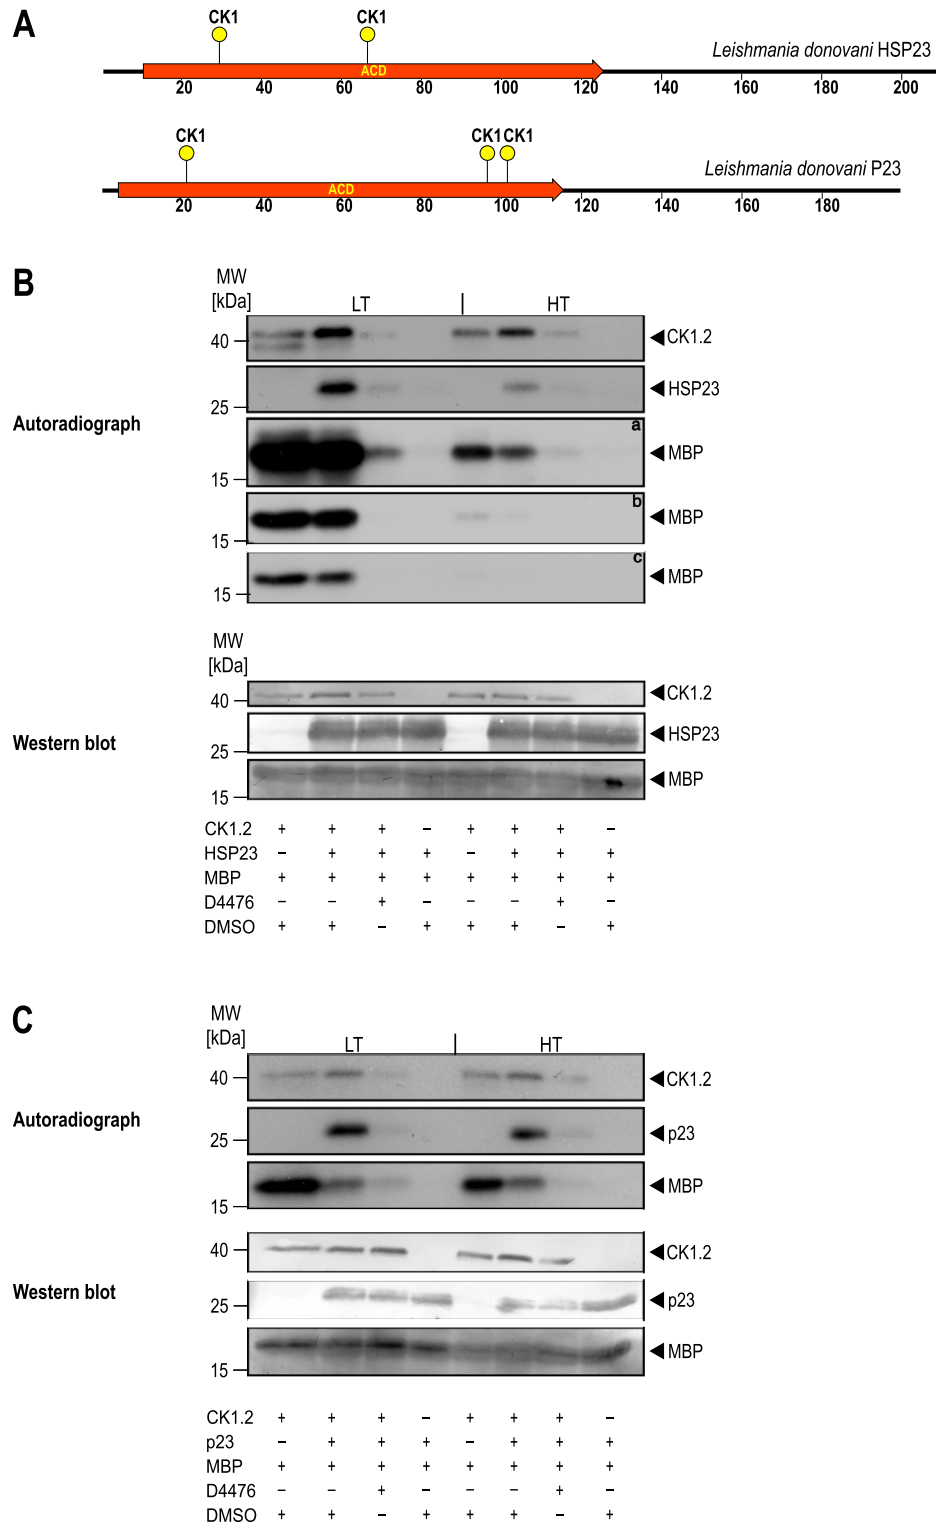 A
CK1 CK1
Leishmania donovani HSP23
ACD
20 40 60 80 100 120 140 160 180 200
CK1 CK1 CK1
Leishmania donovani P23
ACD
20 40 60 80 100 120 140 160 180
B
MW
[kDa] LT HT
40 CK1.2
HSP23
25
Autoradiograph
a
MBP
15
b
MBP
15
c
MBP
15
MW
[kDa]
40 CK1.2
Western blot HSP23
25
MBP
15
CK1.2 + + + – + + + –
HSP23 – + + + – + + +
MBP + + + + + + + +
D4476 – – + – – – + –
DMSO + + – + + + – +
C
MW
[kDa] LT HT
40 CK1.2
Autoradiograph
p23
25
MBP
15
40 CK1.2
Western blot
p23
25
MBP
15
CK1.2 + + + – + + + –
p23 – + + + – + + +
MBP + + + + + + + +
D4476 – – + – – – + –
DMSO + + – + + + – +